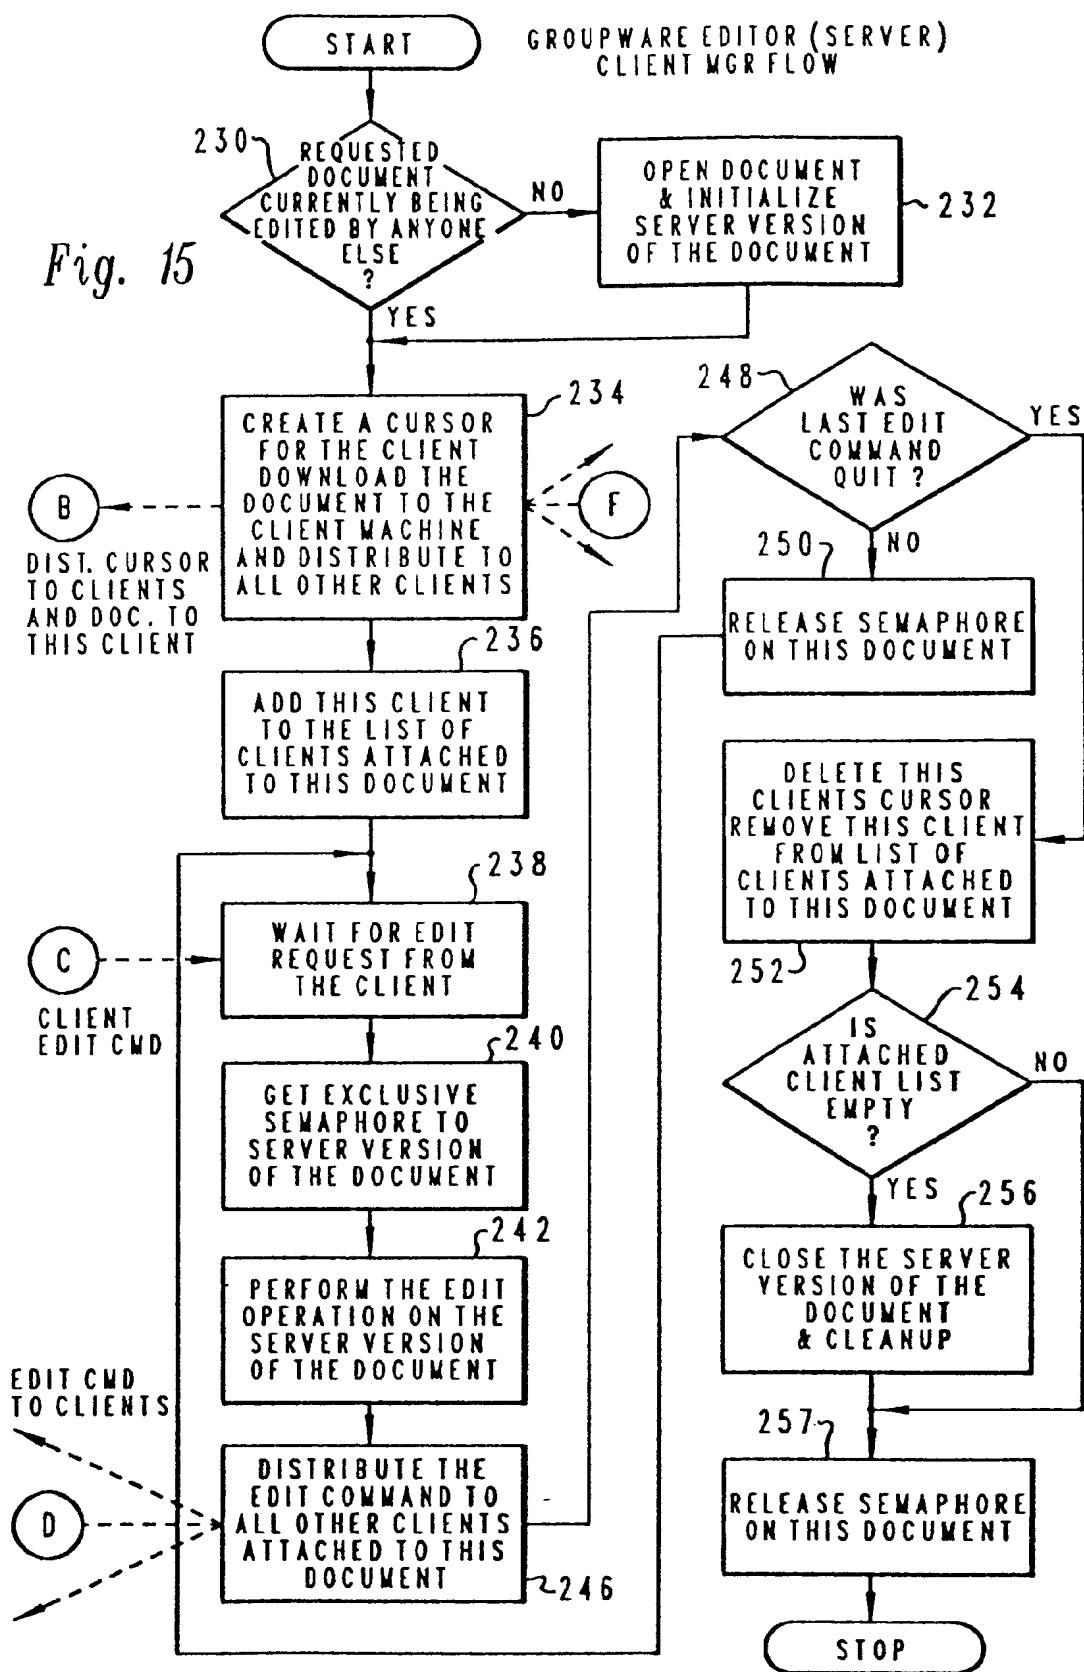 START
GROUPWARE EDITOR (SERVER)
CLIENT MGR FLOW
230
REQUESTED
DOCUMENT
CURRENTLY BEING
EDITED BY ANYONE
ELSE
?
NO
YES
OPEN DOCUMENT
& INITIALIZE
SERVER VERSION
OF THE DOCUMENT
232
Fig. 15
234
CREATE A CURSOR
FOR THE CLIENT
DOWNLOAD THE
DOCUMENT TO THE
CLIENT MACHINE
AND DISTRIBUTE TO
ALL OTHER CLIENTS
B
DIST. CURSOR
TO CLIENTS
AND DOC. TO
THIS CLIENT
F
236
ADD THIS CLIENT
TO THE LIST OF
CLIENTS ATTACHED
TO THIS DOCUMENT
238
WAIT FOR EDIT
REQUEST FROM
THE CLIENT
C
CLIENT
EDIT CMD
240
GET EXCLUSIVE
SEMAPHORE TO
SERVER VERSION
OF THE DOCUMENT
242
PERFORM THE EDIT
OPERATION ON THE
SERVER VERSION
OF THE DOCUMENT
EDIT CMD
TO CLIENTS
D
DISTRIBUTE THE
EDIT COMMAND TO
ALL OTHER CLIENTS
ATTACHED TO THIS
DOCUMENT
246
248
WAS
LAST EDIT
COMMAND
QUIT ?
YES
NO
250
RELEASE SEMAPHORE
ON THIS DOCUMENT
DELETE THIS
CLIENTS CURSOR
REMOVE THIS CLIENT
FROM LIST OF
CLIENTS ATTACHED
TO THIS DOCUMENT
252
254
IS
ATTACHED
CLIENT LIST
EMPTY
?
NO
YES
256
CLOSE THE SERVER
VERSION OF THE
DOCUMENT
& CLEANUP
257
RELEASE SEMAPHORE
ON THIS DOCUMENT
STOP